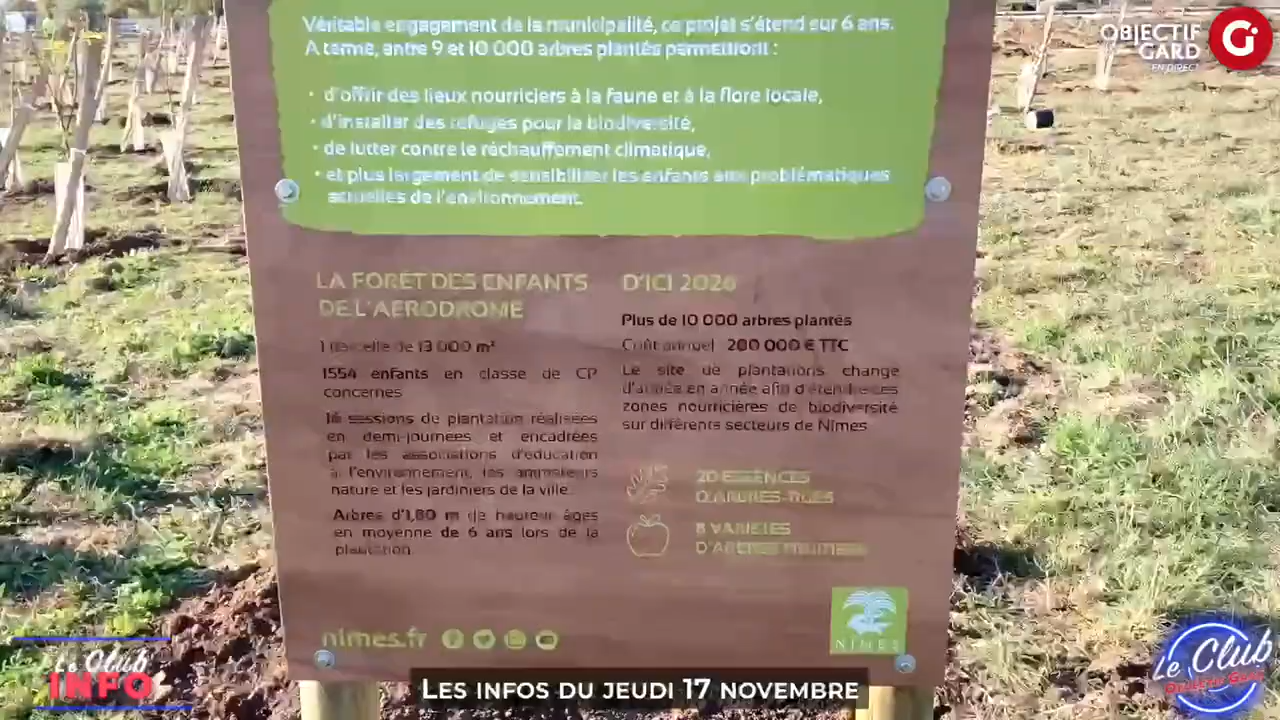 Véritable engagement de la municipalité, ce projet s'étend sur 6 ans.
A terme, entre 9 et 10 000 arbres plantés permettront :
• d'offrir des lieux nourriciers à la faune et à la flore locale,
• d'installer des refuges pour la biodiversité,
• de lutter contre le réchauffement climatique,
• et plus largement de sensibiliser les enfants aux problématiques
actuelles de l'environnement.
LA FORÊT DES ENFANTS
DE L'AÉRODROME
1 parcelle de 13 000 m²
1554 enfants en classe de CP
concernés
16 sessions de plantation réalisées
en demi-journées et encadrées
par les associations d'éducation
à l'environnement, les animateurs
nature et les jardiniers de la ville.
Arbres d'1,80 m de hauteur âgés
en moyenne de 6 ans lors de la
plantation
D'ICI 2026
Plus de 10 000 arbres plantés
Coût annuel 200 000 € TTC
Le site de plantations change
d'année en année afin d'étendre ces
zones nourricières de biodiversité
sur différents secteurs de Nîmes
20 ESSENCES
D'ARBRES-TIGES
8 VARIÉTÉS
D'ARBRES FRUITIERS
nimes.fr
NÎMES
OBJECTIF
GARD
EN DIRECT
G
Le Club
INFO
LES INFOS DU JEUDI 17 NOVEMBRE
Le Club
Objectif Gard